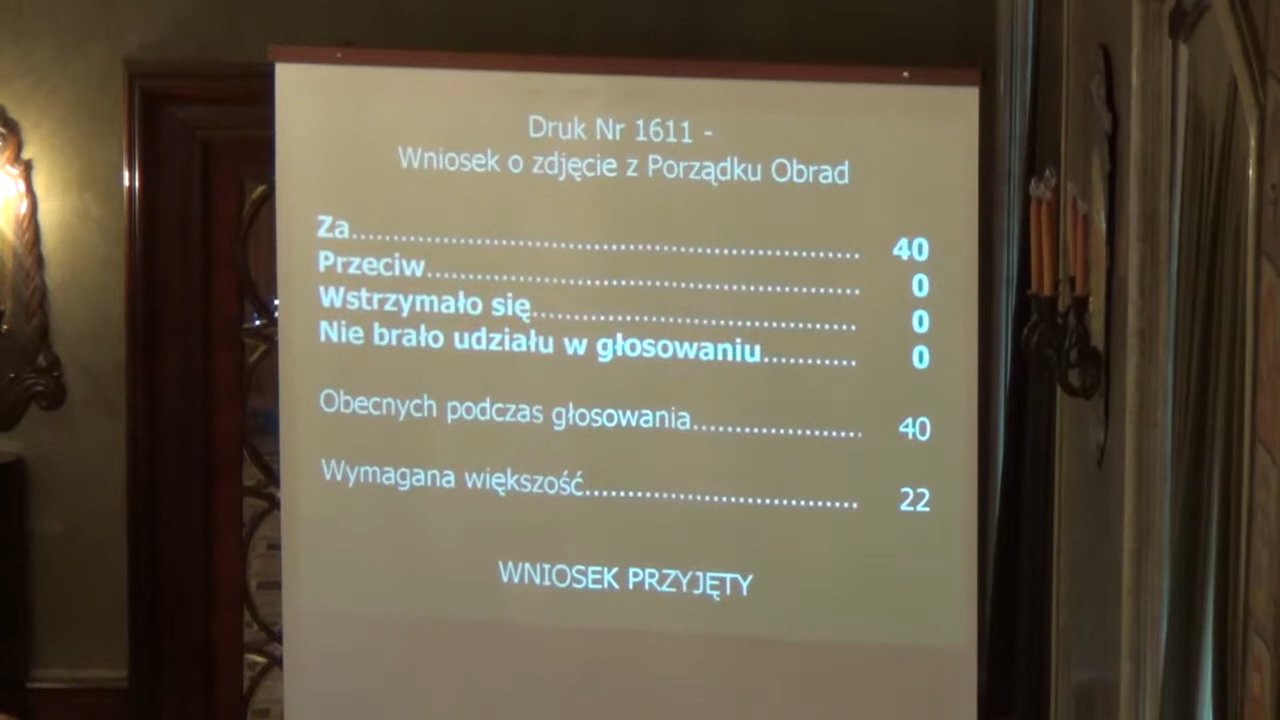 Druk Nr 1611 -
Wniosek o zdjęcie z Porządku Obrad
Za........................................................................ 40
Przeciw............................................................... 0
Wstrzymało się................................................ 0
Nie brało udziału w głosowaniu.......... 0
Obecnych podczas głosowania...................... 40
Wymagana większość.................................... 22
WNIOSEK PRZYJĘTY